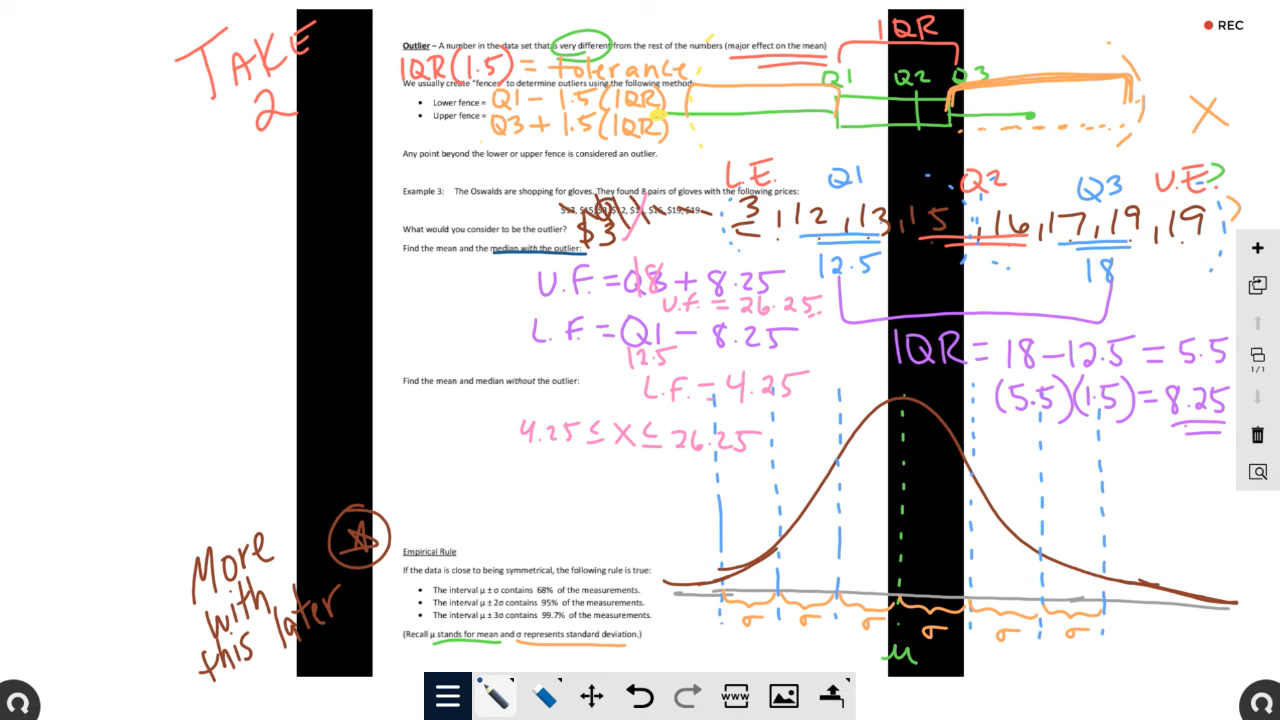 REC
TAKE
2
Outlier – A number in the data set that is very different from the rest of the numbers (major effect on the mean)
IQR
IQR(1.5) = tolerance
Q1 Q2 Q3
We usually create "fences" to determine outliers using the following method:
• Lower fence = Q1 - 1.5(IQR)
• Upper fence = Q3 + 1.5(IQR)
X
Any point beyond the lower or upper fence is considered an outlier.
L.E. Q1 Q2 Q3 U.E?
Example 3: The Oswalds are shopping for gloves. They found 8 pairs of gloves with the following prices:
3, 12, 13, 15, 16, 17, 19, 19
What would you consider to be the outlier? $3
Find the mean and the median with the outlier:
12.5 18
U.F. = Q3 + 8.25
18
U.F. = 26.25
L.F. = Q1 - 8.25
12.5
IQR = 18 - 12.5 = 5.5
Find the mean and median without the outlier:
L.F. = 4.25
(5.5)(1.5) = 8.25
4.25 ≤ X ≤ 26.25
1/1
More
with
this later
Empirical Rule
If the data is close to being symmetrical, the following rule is true:
• The interval µ ± σ contains 68% of the measurements.
• The interval µ ± 2σ contains 95% of the measurements.
• The interval µ ± 3σ contains 99.7% of the measurements.
(Recall µ stands for mean and σ represents standard deviation.)
σ σ σ σ σ σ
µ
WWW